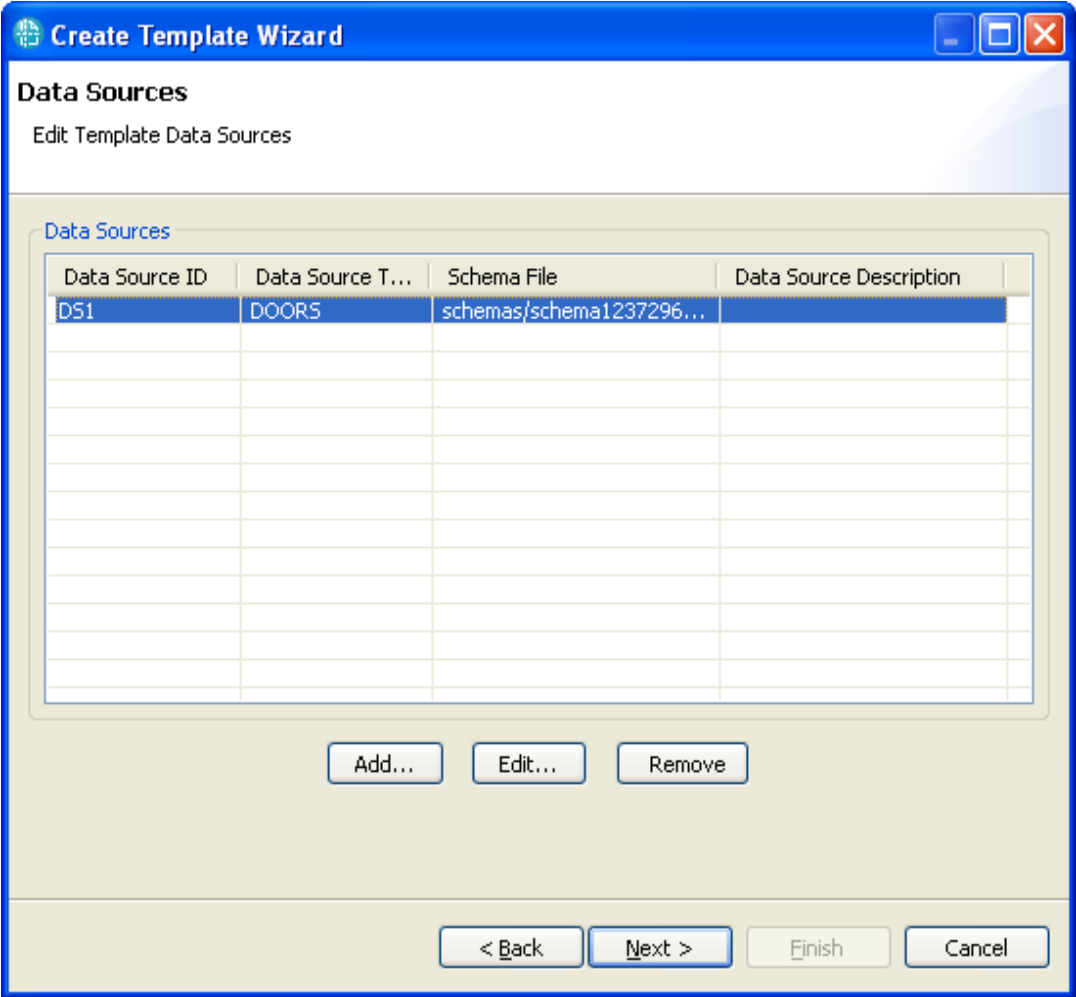 Create Template Wizard
Data Sources
Edit Template Data Sources
Data Sources
Data Source ID Data Source T... Schema File Data Source Description
DS1 DOORS schemas/schema1237296...
Add... Edit... Remove
< Back Next > Finish Cancel